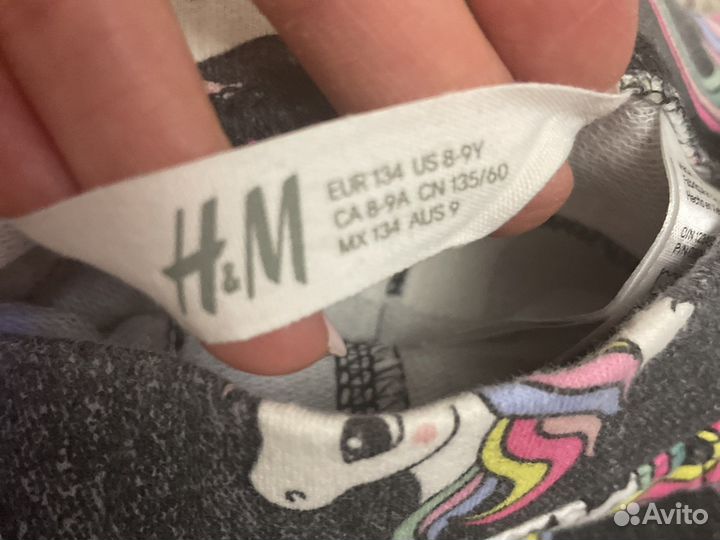 H&M
EUR 134 US 8-9Y
CA 8-9A CN 135/60
MX 134 AUS 9
Avito